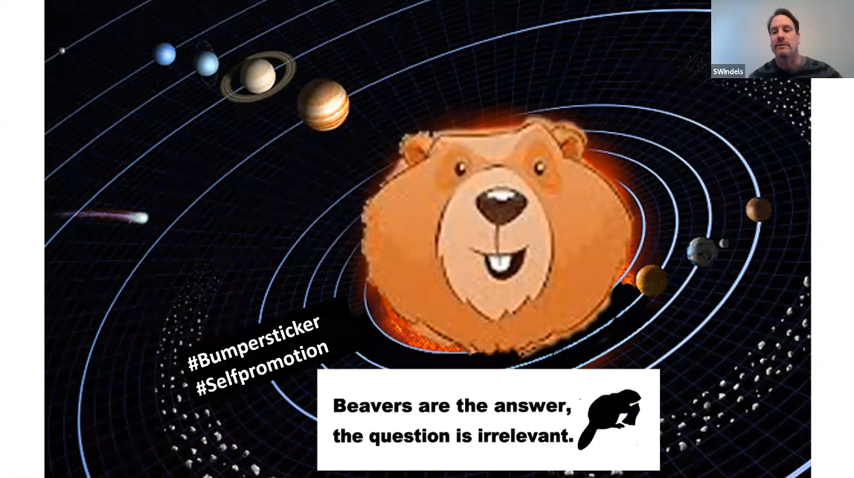 SWindels
#Bumpersticker
#Selfpromotion
Beavers are the answer,
the question is irrelevant.